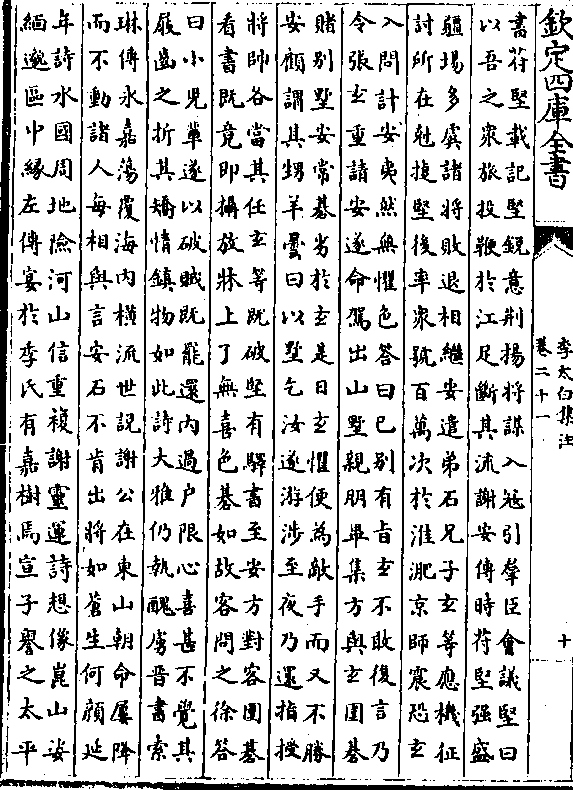 欽定四庫全書
李太白集注
卷二十一
十
書苻堅載記堅銳意荆揚將謀入冦引羣臣會議堅曰
以吾之衆旅投鞭於江足斷其流謝安傳時苻堅强盛
疆埸多虞諸將敗退相繼安遣弟石兄子玄等應機征
討所在尅捷堅後率衆號百萬次於淮淝京師震恐玄
入問計安夷然無懼色答曰已别有旨玄不敢復言乃
令張玄重請安遂命駕出山墅親朋畢集方與玄圍棊
賭别墅安常棊劣於玄是日玄懼便為敵手而又不勝
安顧謂其甥羊曇曰以墅乞汝遂游涉至夜乃還指授
將帥各當其任玄等既破堅有驛書至安方對客圍棊
看書既竟即攝放牀上了無喜色棊如故客問之徐答
曰小兒軰遂以破賊既罷還内過户限心喜甚不覺其
屐齒之折其矯情鎮物如此詩大雅仍執醜虜晉書索
琳傳永嘉蕩覆海内横流世説謝公在東山朝命屢降
而不動諸人每相與言安石不肯出將如蒼生何顔延
年詩水國周地險河山信重複謝靈運詩想像崑山姿
緬邈區中縁左傳宴於季氏有嘉樹焉宣子譽之太平